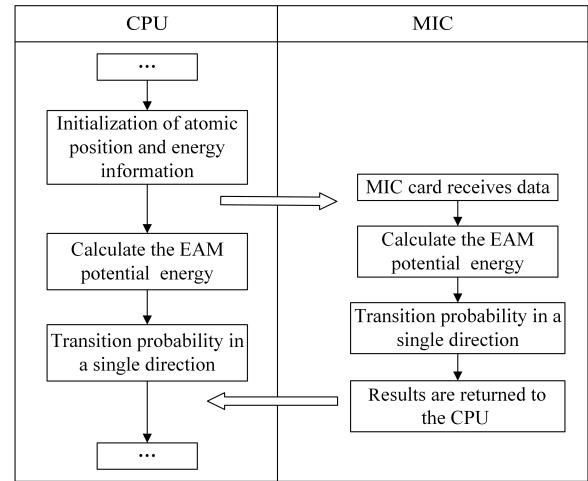 CPU
MIC
...
Initialization of atomic
position and energy
information
Calculate the EAM
potential energy
Transition probability in
a single direction
...
MIC card receives data
Calculate the EAM
potential energy
Transition probability in a
single direction
Results are returned to
the CPU